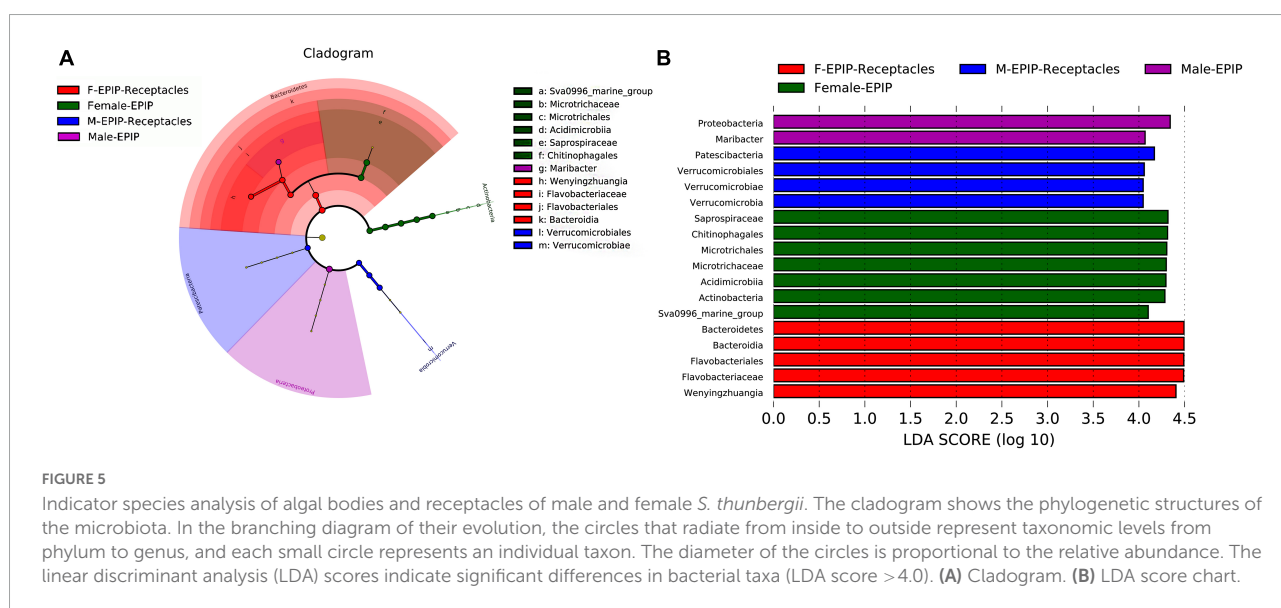 A
Cladogram
F-EPIP-Receptacles
Female-EPIP
M-EPIP-Receptacles
Male-EPIP
Bacteroidetes
k
j
i
h
g
f
e
Actinobacteria
Patescibacteria
Proteobacteria
Verrucomicrobia
a: Sva0996_marine_group
b: Microtrichaceae
c: Microtrichales
d: Acidimicrobiia
e: Saprospiraceae
f: Chitinophagales
g: Maribacter
h: Wenyingzhuangia
i: Flavobacteriaceae
j: Flavobacteriales
k: Bacteroidia
l: Verrucomicrobiales
m: Verrucomicrobiae
B
F-EPIP-Receptacles
M-EPIP-Receptacles
Male-EPIP
Female-EPIP
Proteobacteria
Maribacter
Patescibacteria
Verrucomicrobiales
Verrucomicrobiae
Verrucomicrobia
Saprospiraceae
Chitinophagales
Microtrichales
Microtrichaceae
Acidimicrobiia
Actinobacteria
Sva0996_marine_group
Bacteroidetes
Bacteroidia
Flavobacteriales
Flavobacteriaceae
Wenyingzhuangia
0.0 0.5 1.0 1.5 2.0 2.5 3.0 3.5 4.0 4.5
LDA SCORE (log 10)
FIGURE 5
Indicator species analysis of algal bodies and receptacles of male and female S. thunbergii. The cladogram shows the phylogenetic structures of
the microbiota. In the branching diagram of their evolution, the circles that radiate from inside to outside represent taxonomic levels from
phylum to genus, and each small circle represents an individual taxon. The diameter of the circles is proportional to the relative abundance. The
linear discriminant analysis (LDA) scores indicate significant differences in bacterial taxa (LDA score >4.0). (A) Cladogram. (B) LDA score chart.